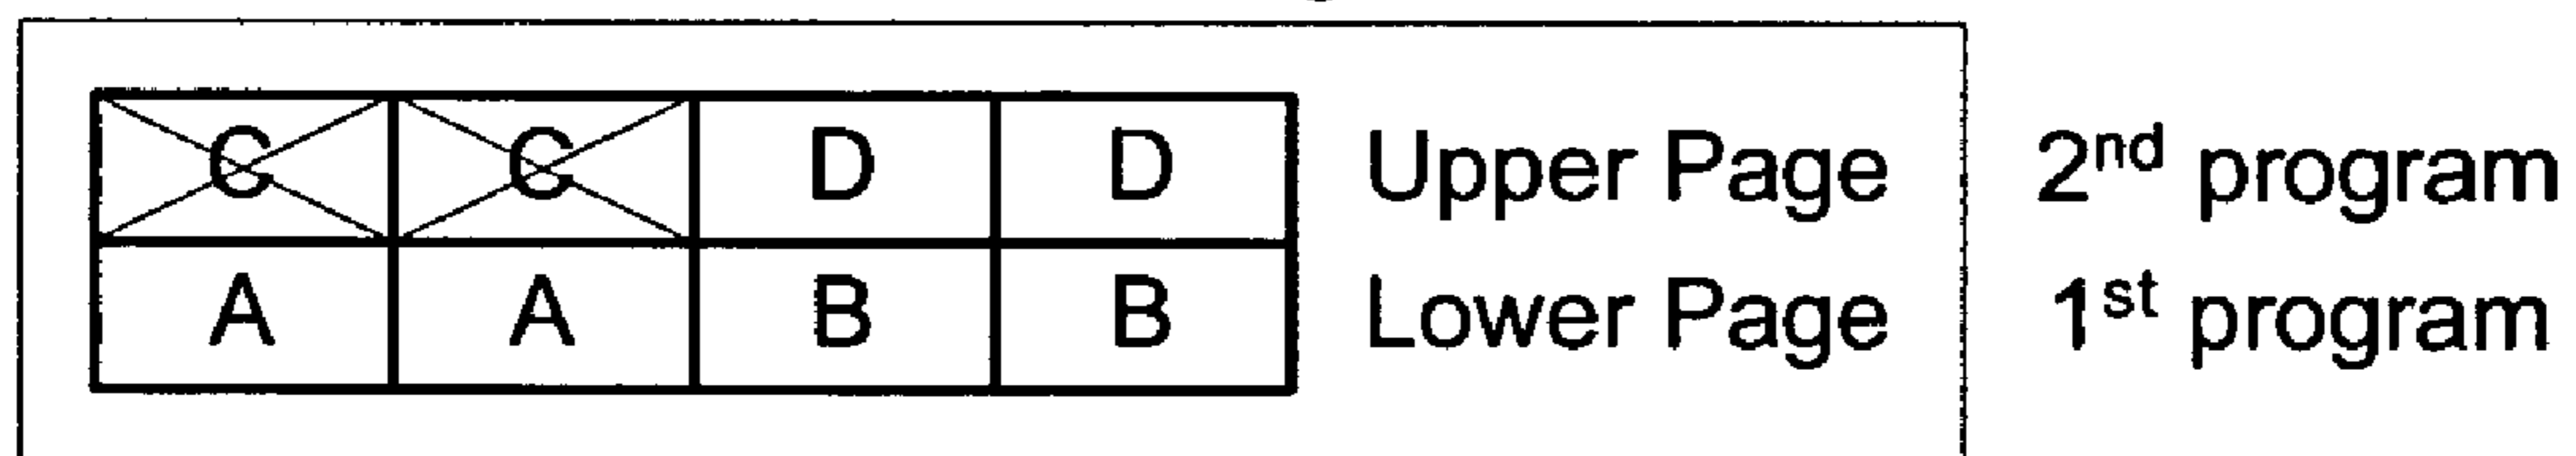 C C D D Upper Page 2nd program
A A B B Lower Page 1st program